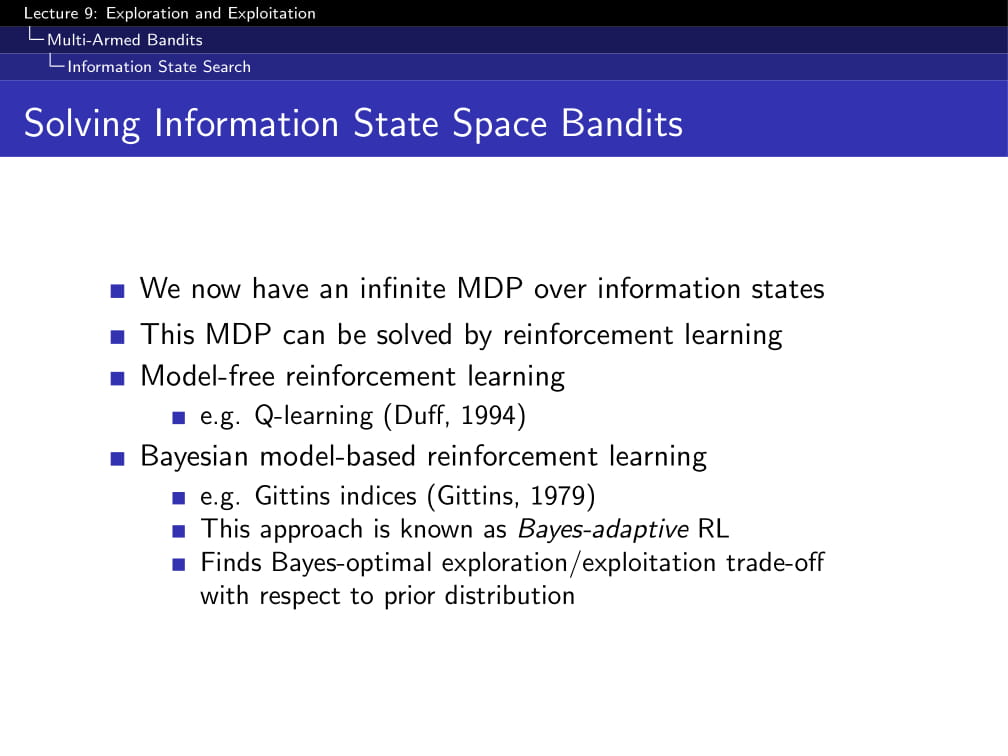 Lecture 9: Exploration and Exploitation
Multi-Armed Bandits
Information State Search
Solving Information State Space Bandits
We now have an infinite MDP over information states
This MDP can be solved by reinforcement learning
Model-free reinforcement learning
e.g. Q-learning (Duff, 1994)
Bayesian model-based reinforcement learning
e.g. Gittins indices (Gittins, 1979)
This approach is known as Bayes-adaptive RL
Finds Bayes-optimal exploration/exploitation trade-off
with respect to prior distribution